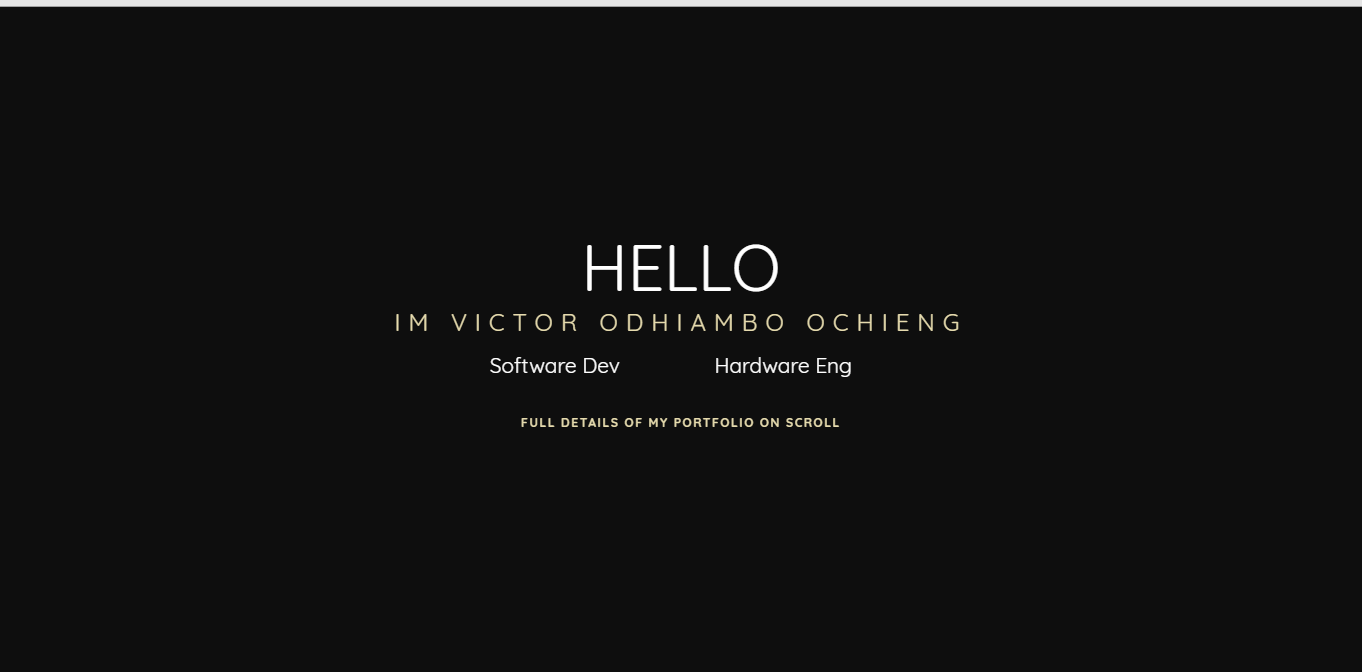 HELLO
IM VICTOR ODHIAMBO OCHIENG
Software Dev Hardware Eng
FULL DETAILS OF MY PORTFOLIO ON SCROLL